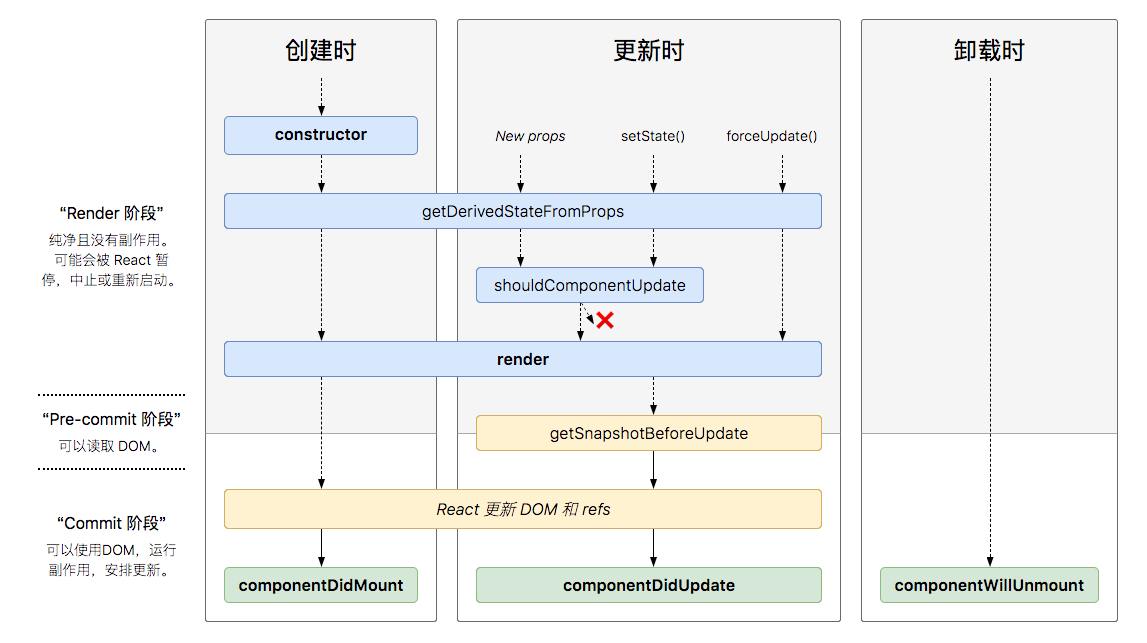 创建时
更新时
卸载时
constructor
New props
setState()
forceUpdate()
“Render 阶段”
纯净且没有副作用。
可能会被 React 暂
停，中止或重新启动。
getDerivedStateFromProps
shouldComponentUpdate
render
“Pre-commit 阶段”
可以读取 DOM。
getSnapshotBeforeUpdate
“Commit 阶段”
可以使用DOM，运行
副作用，安排更新。
React 更新 DOM 和 refs
componentDidMount
componentDidUpdate
componentWillUnmount